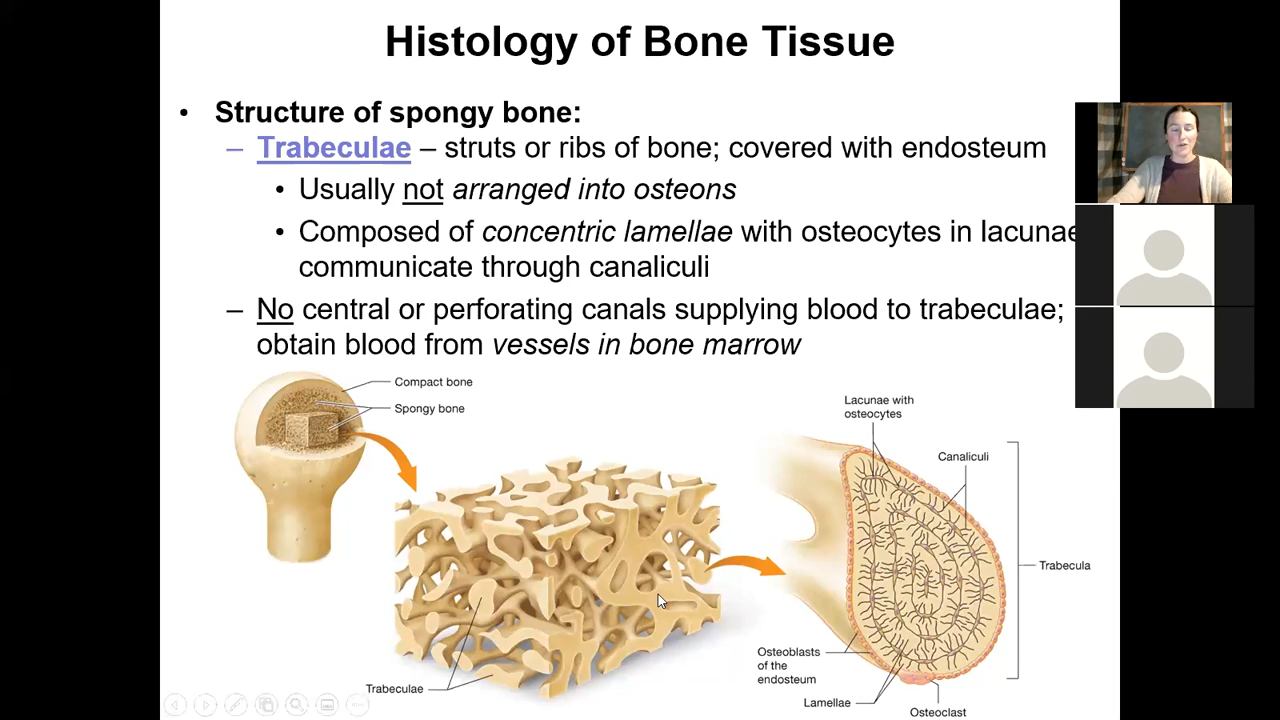 Histology of Bone Tissue
• Structure of spongy bone:
– Trabeculae – struts or ribs of bone; covered with endosteum
• Usually not arranged into osteons
• Composed of concentric lamellae with osteocytes in lacunae
communicate through canaliculi
– No central or perforating canals supplying blood to trabeculae;
obtain blood from vessels in bone marrow
Compact bone
Spongy bone
Trabeculae
Lacunae with
osteocytes
Canaliculi
Trabecula
Osteoblasts
of the
endosteum
Lamellae
Osteoclast